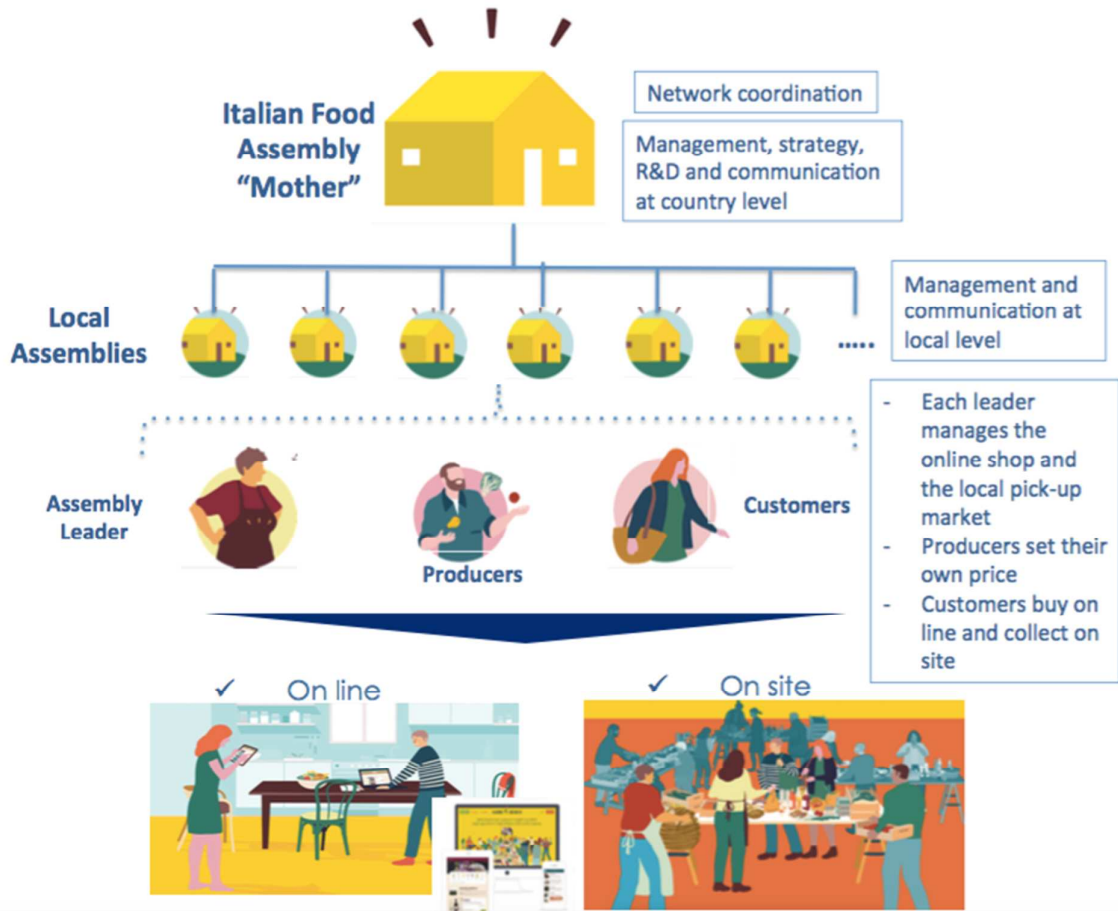 Italian Food
Assembly
“Mother”
Network coordination
Management, strategy,
R&D and communication
at country level
Local
Assemblies
.....
Management and
communication at
local level
Assembly
Leader
Producers
Customers
- Each leader
manages the
online shop and
the local pick-up
market
- Producers set their
own price
- Customers buy on
line and collect on
site
✓ On line
✓ On site